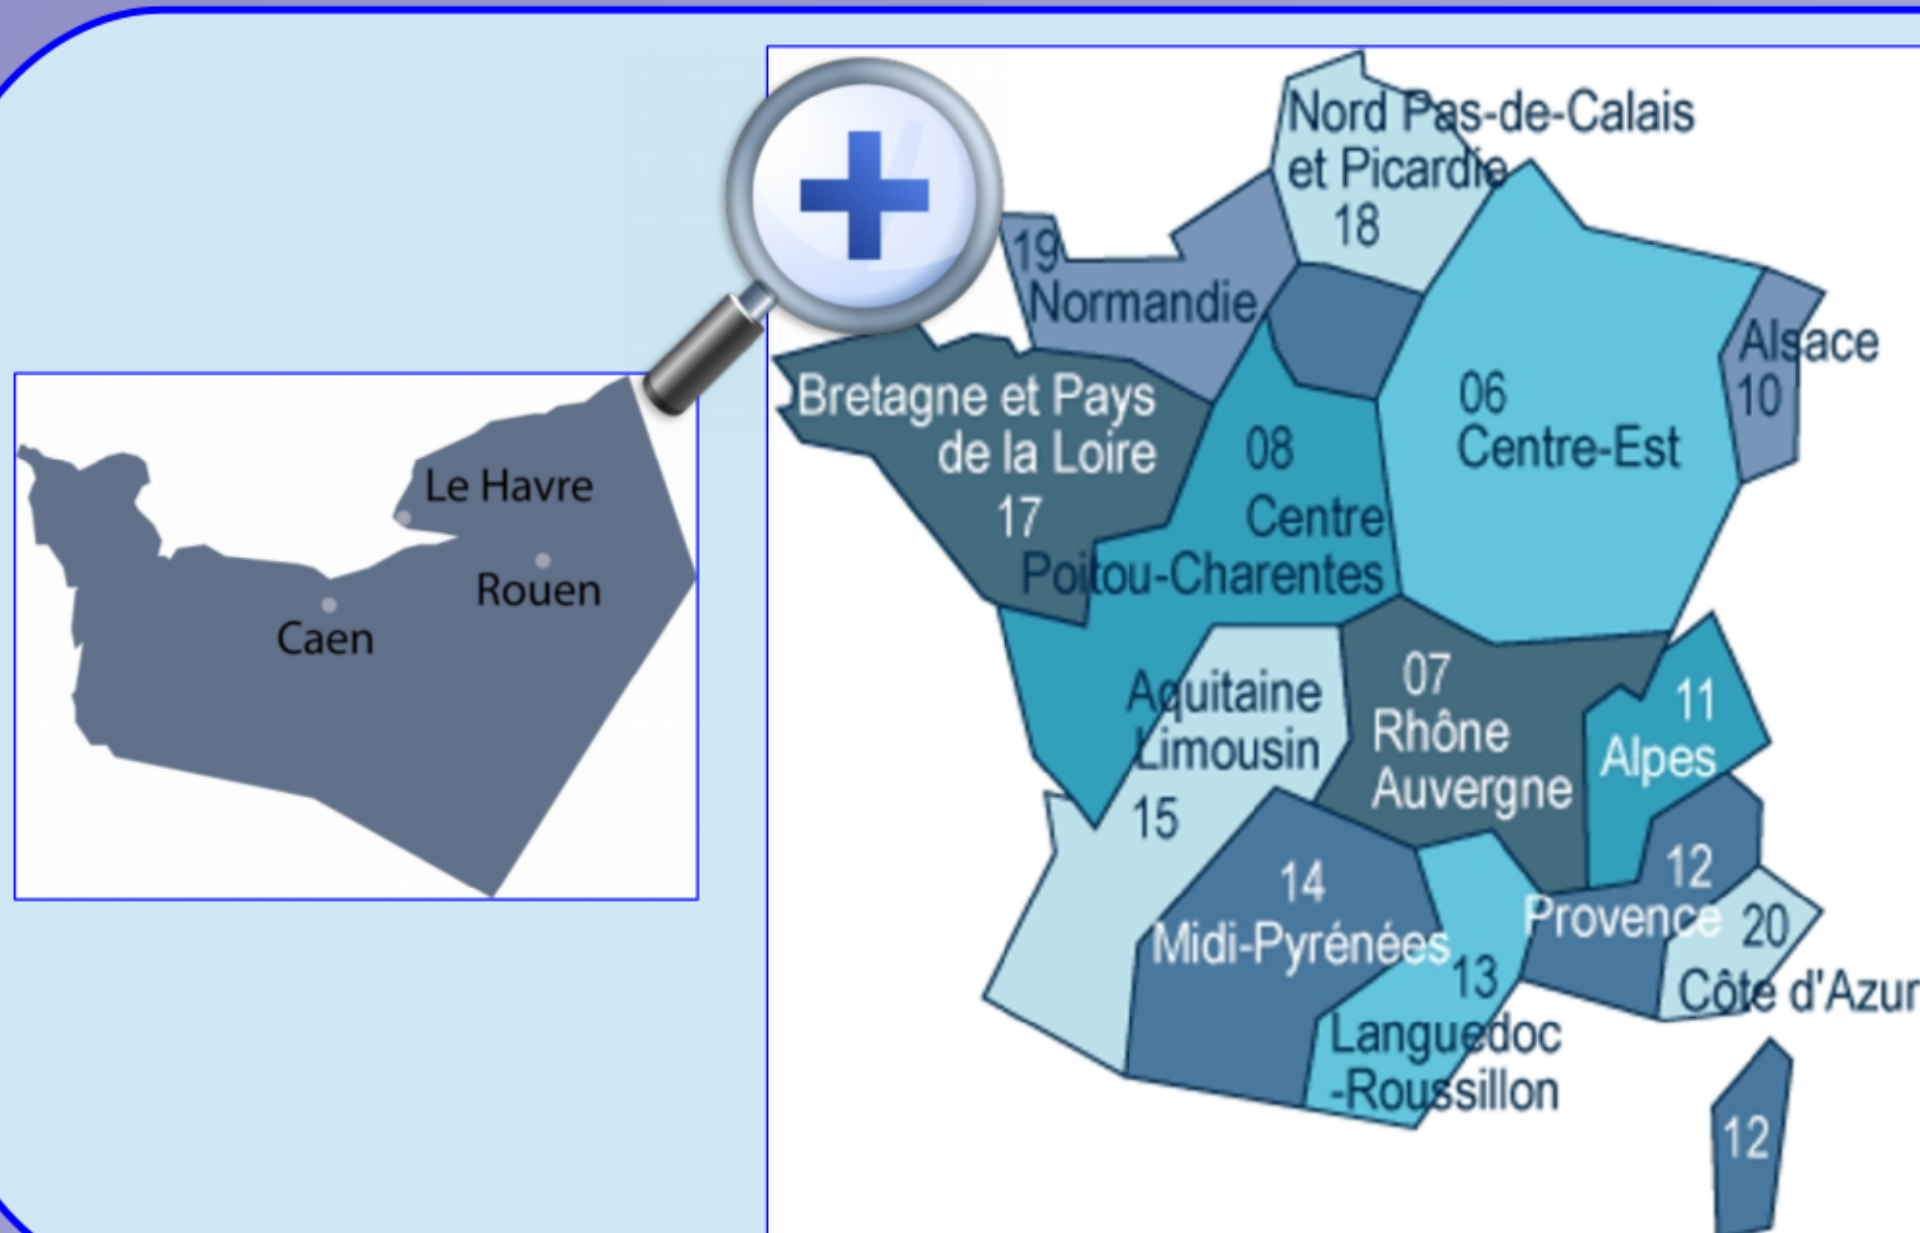 Le Havre
Rouen
Caen
Nord Pas-de-Calais
et Picardie
18
19
Normandie
Alsace
10
Bretagne et Pays
de la Loire
17
06
Centre-Est
08
Centre
Poitou-Charentes
Aquitaine
Limousin
15
07
Rhône
Auvergne
11
Alpes
14
Midi-Pyrénées
12
Provence
20
Côte d'Azur
13
Languedoc
-Roussillon
12